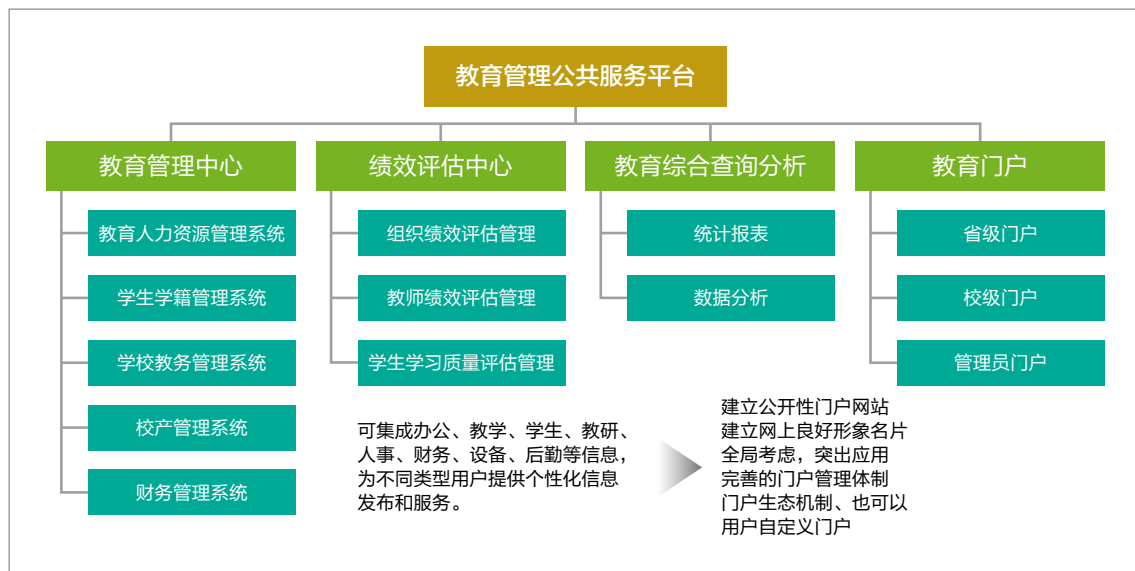 教育管理公共服务平台
教育管理中心
教育人力资源管理系统
学生学籍管理系统
学校教务管理系统
校产管理系统
财务管理系统
绩效评估中心
组织绩效评估管理
教师绩效评估管理
学生学习质量评估管理
教育综合查询分析
统计报表
数据分析
教育门户
省级门户
校级门户
管理员门户
可集成办公、教学、学生、教研、
人事、财务、设备、后勤等信息，
为不同类型用户提供个性化信息
发布和服务。
建立公开性门户网站
建立网上良好形象名片
全局考虑，突出应用
完善的门户管理体制
门户生态机制、也可以
用户自定义门户